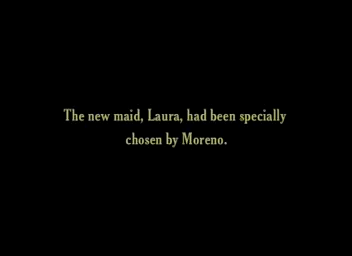 The new maid, Laura, had been specially
chosen by Moreno.